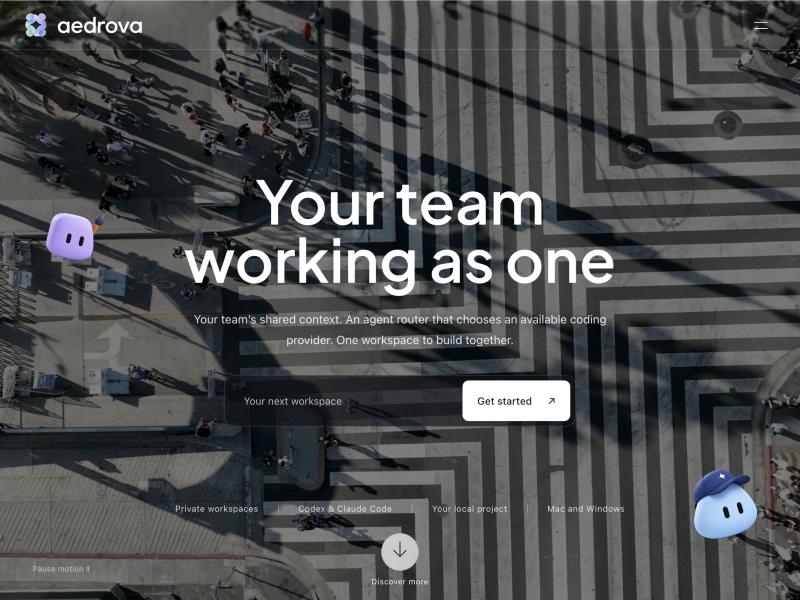 aedrova
Your team
working as one
Your team's shared context. An agent router that chooses an available coding
provider. One workspace to build together.
Your next workspace
Get started
Private workspaces
Codex & Claude Code
Your local project
Mac and Windows
Pause motion
Discover more